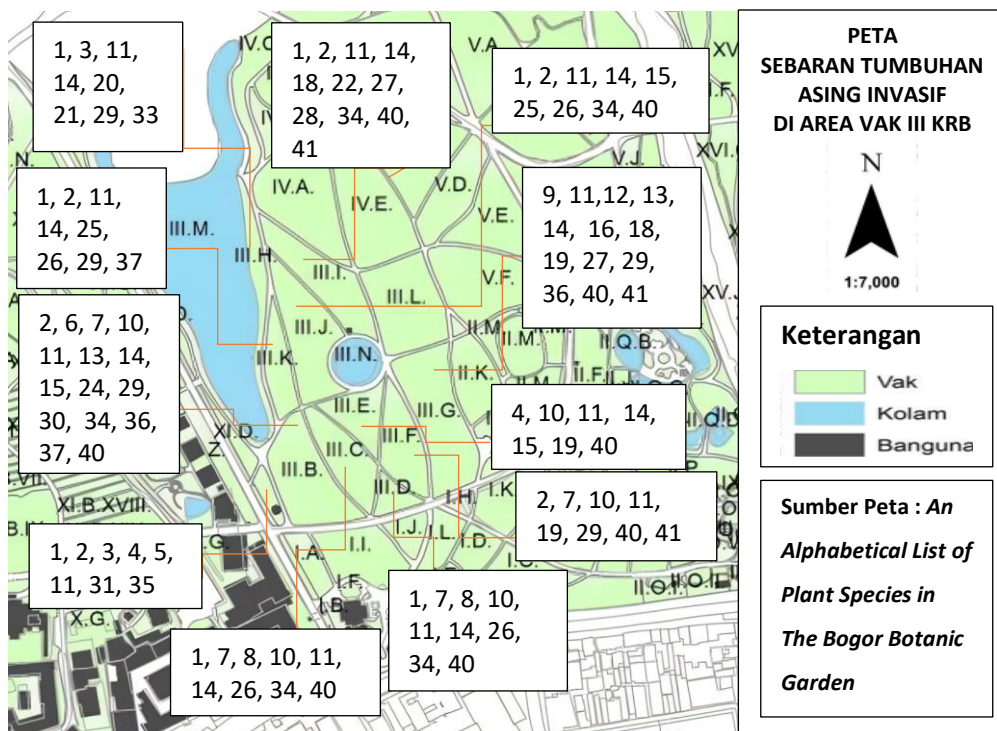 PETA
SEBARAN TUMBUHAN
ASING INVASIF
DI AREA VAK III KRB
N
1:7,000
Keterangan
Vak
Kolam
Banguna
Sumber Peta : An
Alphabetical List of
Plant Species in
The Bogor Botanic
Garden
1, 3, 11,
14, 20,
21, 29, 33
1, 2, 11, 14
18, 22, 27,
28, 34, 40,
41
1, 2, 11, 14, 15,
25, 26, 34, 40
1, 2, 11,
14, 25,
26, 29, 37
9, 11,12, 13,
14, 16, 18,
19, 27, 29,
36, 40, 41
2, 6, 7, 10,
11, 13, 14,
15, 24, 29,
30, 34, 36,
37, 40
4, 10, 11, 14,
15, 19, 40
2, 7, 10, 11,
19, 29, 40, 41
1, 2, 3, 4, 5,
11, 31, 35
1, 7, 8, 10, 11,
14, 26, 34, 40
1, 7, 8, 10,
11, 14, 26,
34, 40
V.A.
V.J.
IV.A.
IV.E.
V.D.
V.E.
V.F.
III.M.
III.H.
III.I.
III.L.
III.J.
III.K.
III.N.
II.M.
II.M.
II.K.
II.F.
II.Q.B.
III.E.
III.G.
III.F.
III.C.
III.B.
III.D.
XI.D.
Z.
XI.B.XVIII.
X.G.
I.A.
I.I.
I.J.
I.L.
I.H.
I.K.
I.D.
I.F.
I.B.
II.O.I.